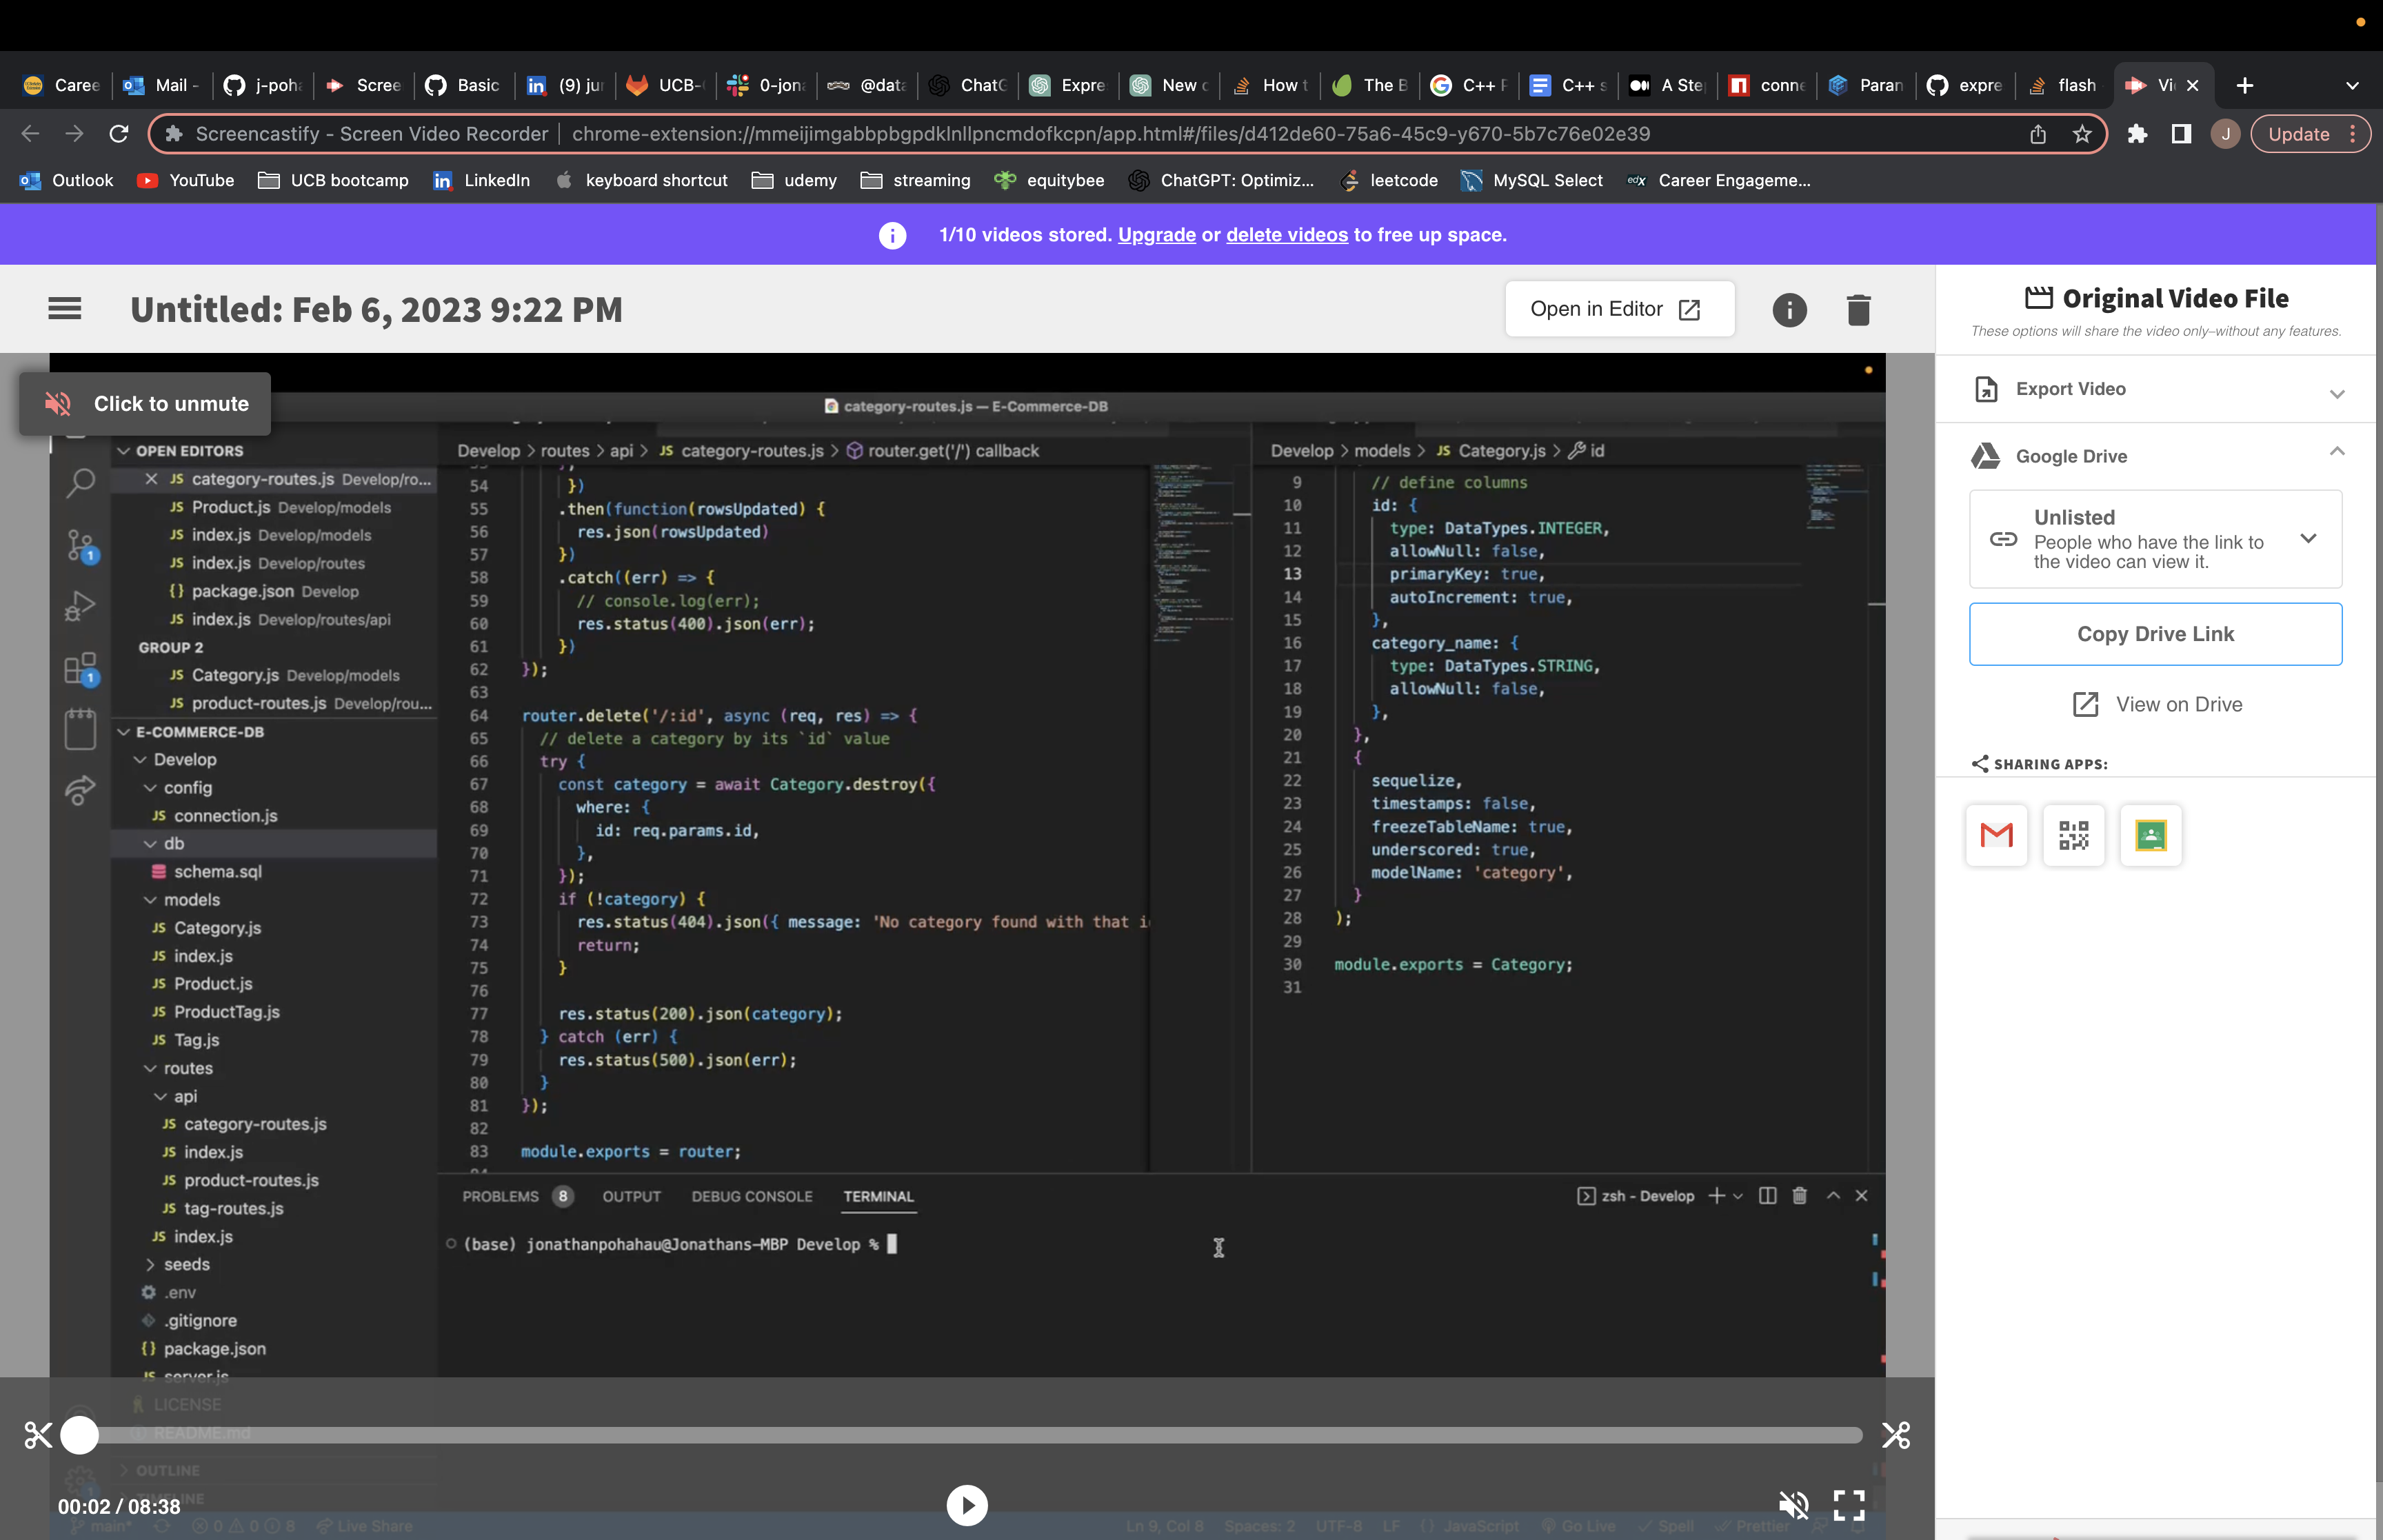 Caree Mail - j-poha Scree Basic (9) ju UCB- 0-jona @data ChatG Expre New c How t The B C++ F C++ s A Ste conne Paran expre flash Vi
Screencastify - Screen Video Recorder | chrome-extension://mmeijimgabbpbgpdklnllpncmdofkcpn/app.html#/files/d412de60-75a6-45c9-y670-5b7c76e02e39 J Update
Outlook YouTube UCB bootcamp LinkedIn keyboard shortcut udemy streaming equitybee ChatGPT: Optimiz... leetcode MySQL Select Career Engageme...
1/10 videos stored. Upgrade or delete videos to free up space.
Untitled: Feb 6, 2023 9:22 PM
Open in Editor
Click to unmute
category-routes.js — E-Commerce-DB
OPEN EDITORS
category-routes.js Develop/ro...
Product.js Develop/models
index.js Develop/models
index.js Develop/routes
package.json Develop
index.js Develop/routes/api
GROUP 2
Category.js Develop/models
product-routes.js Develop/rou...
E-COMMERCE-DB
Develop
config
connection.js
db
schema.sql
models
Category.js
index.js
Product.js
ProductTag.js
Tag.js
routes
api
category-routes.js
index.js
product-routes.js
tag-routes.js
index.js
seeds
.env
.gitignore
package.json
server.js
LICENSE
README.md
OUTLINE
TIMELINE
Develop > routes > api > JS category-routes.js > router.get('/') callback
54 })
55 .then(function(rowsUpdated) {
56 res.json(rowsUpdated)
57 })
58 .catch((err) => {
59 // console.log(err);
60 res.status(400).json(err);
61 })
62 });
63
64 router.delete('/:id', async (req, res) => {
65 // delete a category by its `id` value
66 try {
67 const category = await Category.destroy({
68 where: {
69 id: req.params.id,
70 },
71 });
72 if (!category) {
73 res.status(404).json({ message: 'No category found with that i
74 return;
75 }
76
77 res.status(200).json(category);
78 } catch (err) {
79 res.status(500).json(err);
80 }
81 });
82
83 module.exports = router;
Develop > models > JS Category.js > id
9 // define columns
10 id: {
11 type: DataTypes.INTEGER,
12 allowNull: false,
13 primaryKey: true,
14 autoIncrement: true,
15 },
16 category_name: {
17 type: DataTypes.STRING,
18 allowNull: false,
19 },
20 },
21 {
22 sequelize,
23 timestamps: false,
24 freezeTableName: true,
25 underscored: true,
26 modelName: 'category',
27 }
28 );
29
30 module.exports = Category;
31
PROBLEMS 8 OUTPUT DEBUG CONSOLE TERMINAL zsh - Develop
(base) jonathanpohahau@Jonathans-MBP Develop %
00:02 / 08:38
main* 0 0 8 Live Share Ln 9, Col 8 Spaces: 2 UTF-8 LF {} JavaScript Go Live Spell Prettier
Original Video File
These options will share the video only–without any features.
Export Video
Google Drive
Unlisted
People who have the link to
the video can view it.
Copy Drive Link
View on Drive
SHARING APPS: